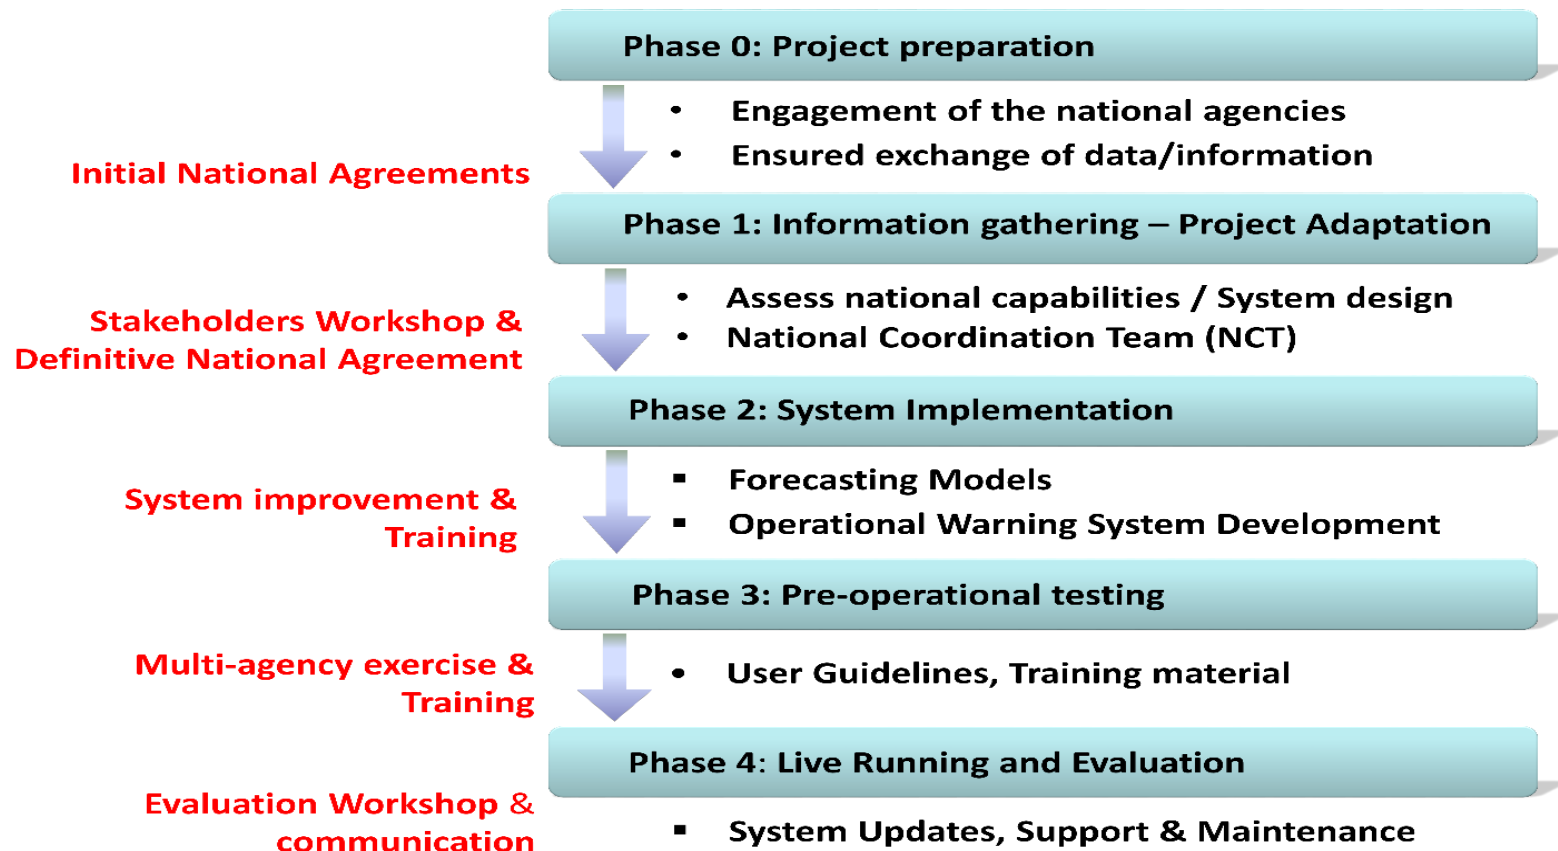 Phase 0: Project preparation
• Engagement of the national agencies
• Ensured exchange of data/information
Initial National Agreements
Phase 1: Information gathering – Project Adaptation
• Assess national capabilities / System design
• National Coordination Team (NCT)
Stakeholders Workshop &
Definitive National Agreement
Phase 2: System Implementation
▪ Forecasting Models
▪ Operational Warning System Development
System improvement &
Training
Phase 3: Pre-operational testing
• User Guidelines, Training material
Multi-agency exercise &
Training
Phase 4: Live Running and Evaluation
▪ System Updates, Support & Maintenance
Evaluation Workshop &
communication